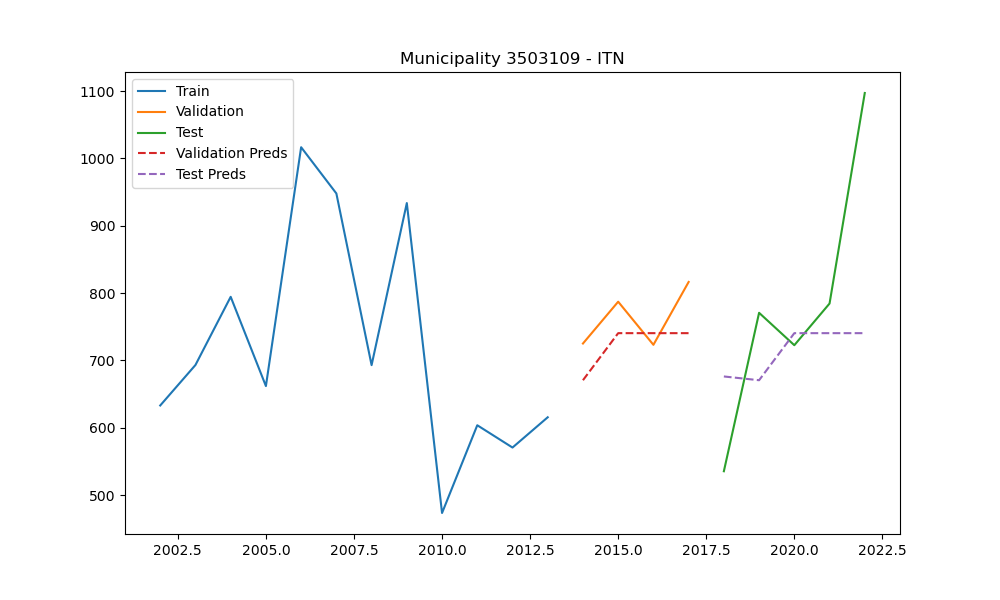 Municipality 3503109 - ITN
Train
Validation
Test
Validation Preds
Test Preds
1100
1000
900
800
700
600
500
2002.5 2005.0 2007.5 2010.0 2012.5 2015.0 2017.5 2020.0 2022.5